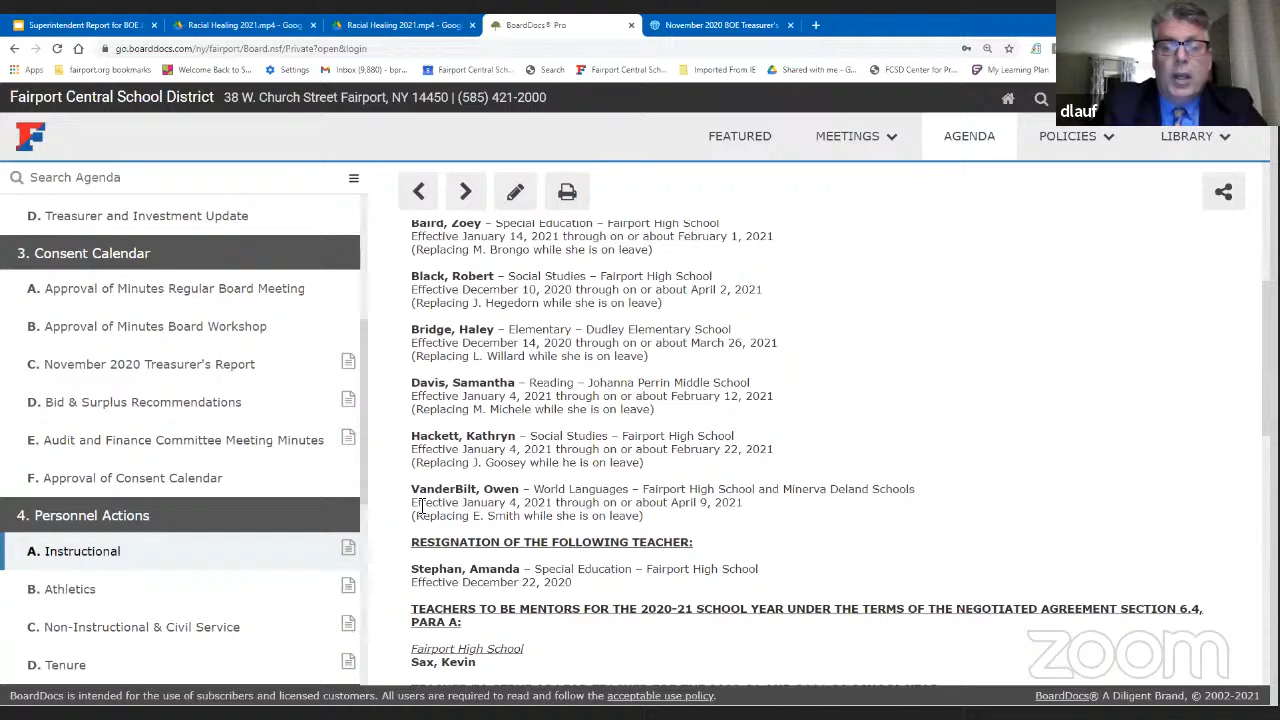 Superintendent Report for BOE
Racial Healing 2021.mp4 - Goog
Racial Healing 2021.mp4 - Goog
BoardDocs® Pro
November 2020 BOE Treasurer's
go.boarddocs.com/ny/fairport/Board.nsf/Private?open&login
Apps
fairport.org bookmarks
Welcome Back to S...
Settings
Inbox (9,880) - bpr...
Fairport Central Sch...
Search
Fairport Central Sch...
Imported From IE
Shared with me - G...
FCSD Center for Pr...
My Learning Plan
dlauf
Fairport Central School District 38 W. Church Street Fairport, NY 14450 | (585) 421-2000
F
FEATURED
MEETINGS
AGENDA
POLICIES
LIBRARY
Search Agenda
D. Treasurer and Investment Update
3. Consent Calendar
A. Approval of Minutes Regular Board Meeting
B. Approval of Minutes Board Workshop
C. November 2020 Treasurer's Report
D. Bid & Surplus Recommendations
E. Audit and Finance Committee Meeting Minutes
F. Approval of Consent Calendar
4. Personnel Actions
A. Instructional
B. Athletics
C. Non-Instructional & Civil Service
D. Tenure
Baird, Zoey – Special Education – Fairport High School
Effective January 14, 2021 through on or about February 1, 2021
(Replacing M. Brongo while she is on leave)
Black, Robert – Social Studies – Fairport High School
Effective December 10, 2020 through on or about April 2, 2021
(Replacing J. Hegedorn while she is on leave)
Bridge, Haley – Elementary – Dudley Elementary School
Effective December 14, 2020 through on or about March 26, 2021
(Replacing L. Willard while she is on leave)
Davis, Samantha – Reading – Johanna Perrin Middle School
Effective January 4, 2021 through on or about February 12, 2021
(Replacing M. Michele while she is on leave)
Hackett, Kathryn – Social Studies – Fairport High School
Effective January 4, 2021 through on or about February 22, 2021
(Replacing J. Goosey while he is on leave)
VanderBilt, Owen – World Languages – Fairport High School and Minerva Deland Schools
Effective January 4, 2021 through on or about April 9, 2021
(Replacing E. Smith while she is on leave)
RESIGNATION OF THE FOLLOWING TEACHER:
Stephan, Amanda – Special Education – Fairport High School
Effective December 22, 2020
TEACHERS TO BE MENTORS FOR THE 2020-21 SCHOOL YEAR UNDER THE TERMS OF THE NEGOTIATED AGREEMENT SECTION 6.4,
PARA A:
Fairport High School
Sax, Kevin
zoom
BoardDocs is intended for the use of subscribers and licensed customers. All users are required to read and follow the acceptable use policy.
BoardDocs® A Diligent Brand, © 2002-2021